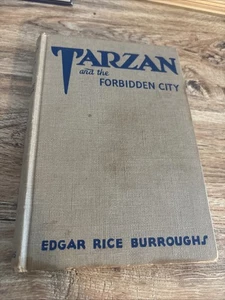 TARZAN
and the
FORBIDDEN CITY
EDGAR RICE BURROUGHS